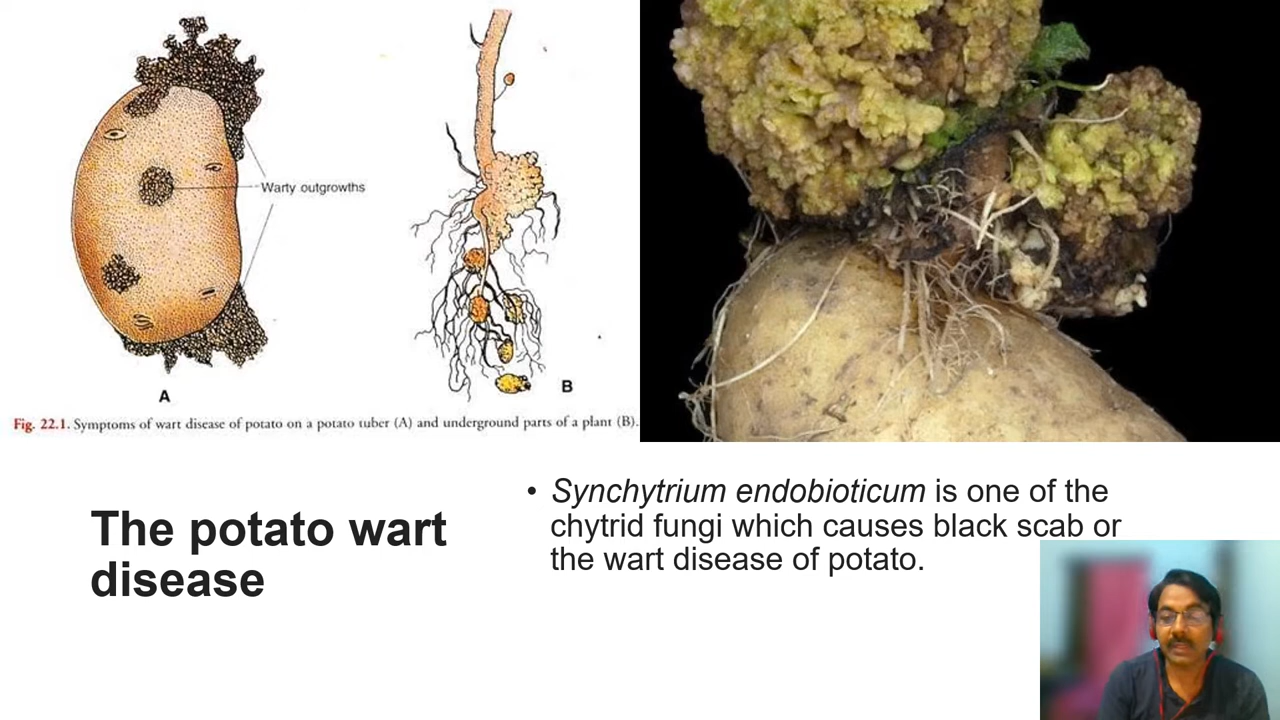 Warty outgrowths
A
B
Fig. 22.1. Symptoms of wart disease of potato on a potato tuber (A) and underground parts of a plant (B).
The potato wart
disease
• Synchytrium endobioticum is one of the
chytrid fungi which causes black scab or
the wart disease of potato.